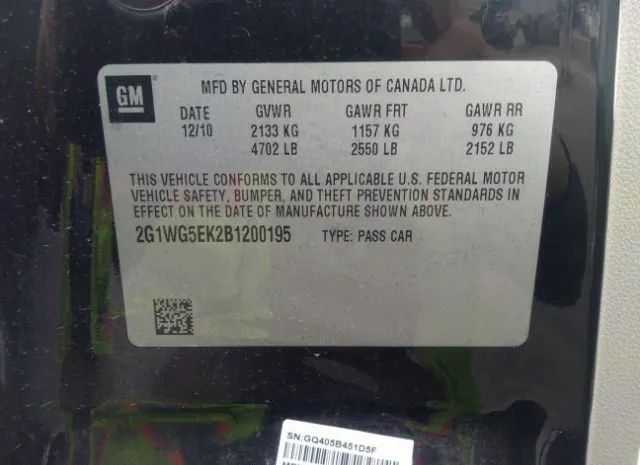 GM
MFD BY GENERAL MOTORS OF CANADA LTD.
DATE GVWR GAWR FRT GAWR RR
12/10 2133 KG 1157 KG 976 KG
4702 LB 2550 LB 2152 LB
THIS VEHICLE CONFORMS TO ALL APPLICABLE U.S. FEDERAL MOTOR
VEHICLE SAFETY, BUMPER, AND THEFT PREVENTION STANDARDS IN
EFFECT ON THE DATE OF MANUFACTURE SHOWN ABOVE.
2G1WG5EK2B1200195 TYPE: PASS CAR
SN:GQ405B451D5F